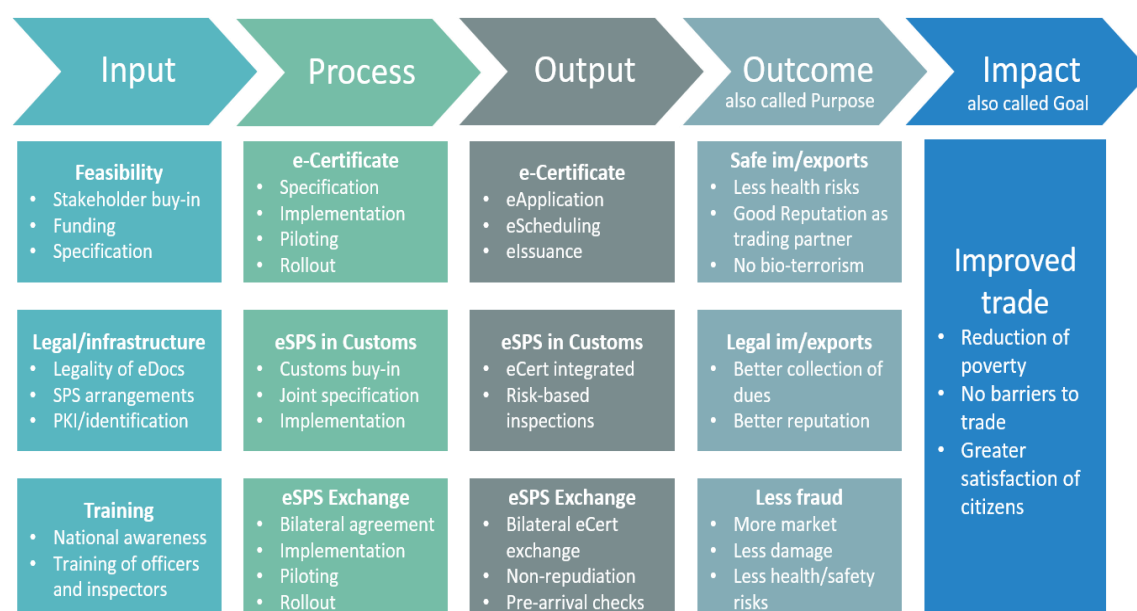 Input
Process
Output
Outcome
also called Purpose
Impact
also called Goal
Feasibility
• Stakeholder buy-in
• Funding
• Specification
e-Certificate
• Specification
• Implementation
• Piloting
• Rollout
e-Certificate
• eApplication
• eScheduling
• eIssuance
Safe im/exports
• Less health risks
• Good Reputation as
trading partner
• No bio-terrorism
Legal/infrastructure
• Legality of eDocs
• SPS arrangements
• PKI/identification
eSPS in Customs
• Customs buy-in
• Joint specification
• Implementation
eSPS in Customs
• eCert integrated
• Risk-based
inspections
Legal im/exports
• Better collection of
dues
• Better reputation
Training
• National awareness
• Training of officers
and inspectors
eSPS Exchange
• Bilateral agreement
• Implementation
• Piloting
• Rollout
eSPS Exchange
• Bilateral eCert
exchange
• Non-repudiation
• Pre-arrival checks
Less fraud
• More market
• Less damage
• Less health/safety
risks
Improved
trade
• Reduction of
poverty
• No barriers to
trade
• Greater
satisfaction of
citizens